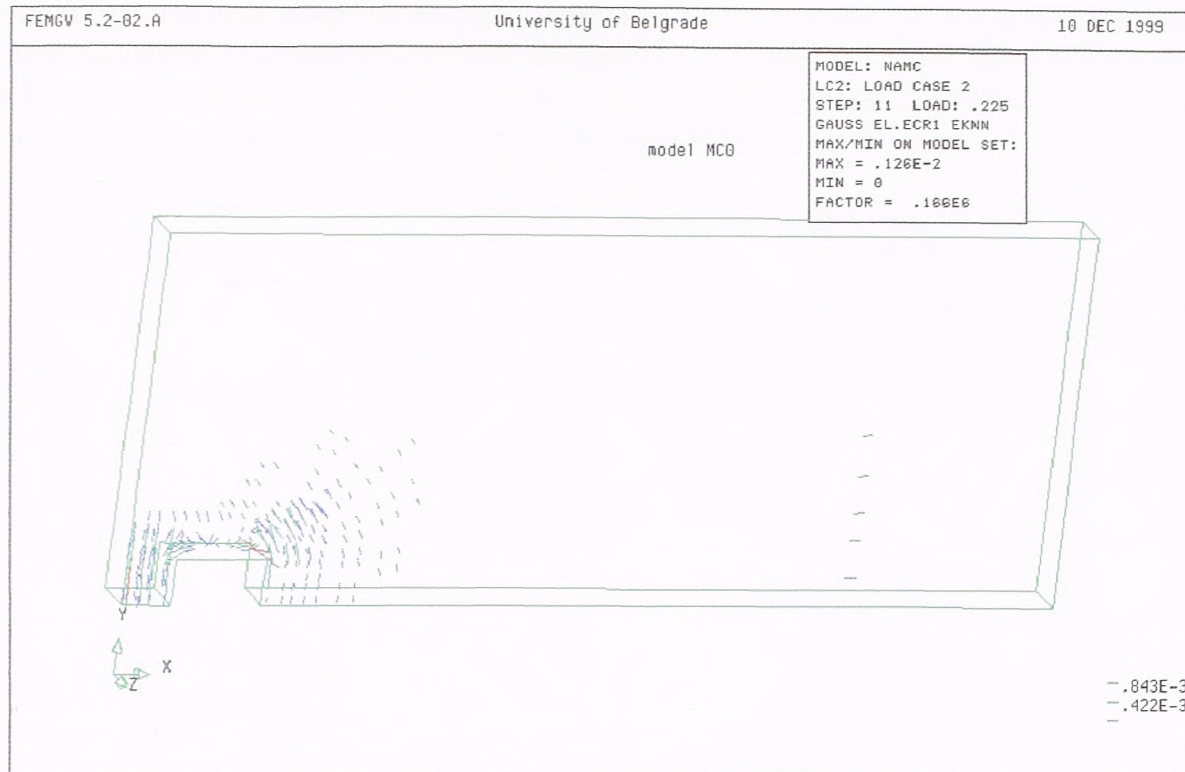 FEMGV 5.2-02.A
University of Belgrade
10 DEC 1999
MODEL: NAMC
LC2: LOAD CASE 2
STEP: 11 LOAD: .225
GAUSS EL.ECR1 EKNN
MAX/MIN ON MODEL SET:
MAX = .126E-2
MIN = 0
FACTOR = .166E6
model MC0
Y
X
Z
.843E-3
.422E-3